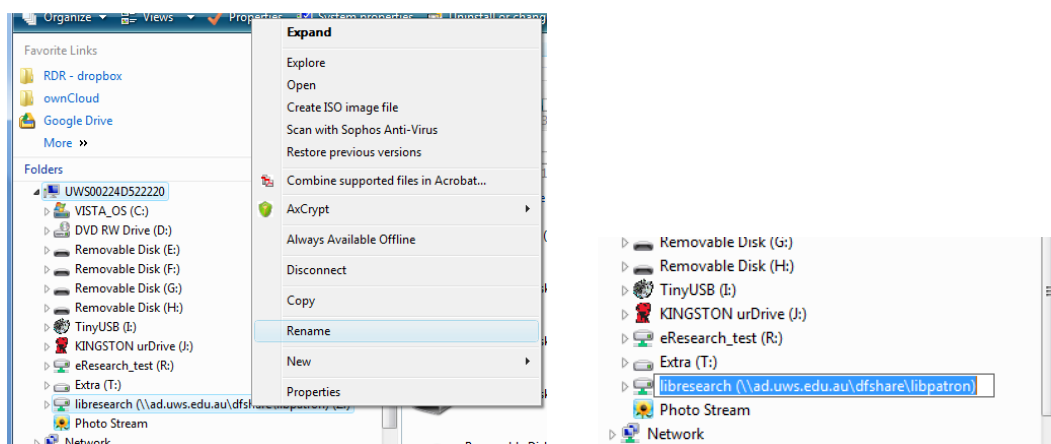 Organize Views Properties System properties Uninstall or chang
Favorite Links
RDR - dropbox
ownCloud
Google Drive
More »
Folders
UWS00224D522220
VISTA_OS (C:)
DVD RW Drive (D:)
Removable Disk (E:)
Removable Disk (F:)
Removable Disk (G:)
Removable Disk (H:)
TinyUSB (I:)
KINGSTON urDrive (J:)
eResearch_test (R:)
Extra (T:)
libresearch (\\ad.uws.edu.au\dfshare\libpatron) (Z:)
Photo Stream
Network
Expand
Explore
Open
Create ISO image file
Scan with Sophos Anti-Virus
Restore previous versions
Combine supported files in Acrobat...
AxCrypt
Always Available Offline
Disconnect
Copy
Rename
New
Properties
Removable Disk (G:)
Removable Disk (H:)
TinyUSB (I:)
KINGSTON urDrive (J:)
eResearch_test (R:)
Extra (T:)
libresearch (\\ad.uws.edu.au\dfshare\libpatron)
Photo Stream
Network